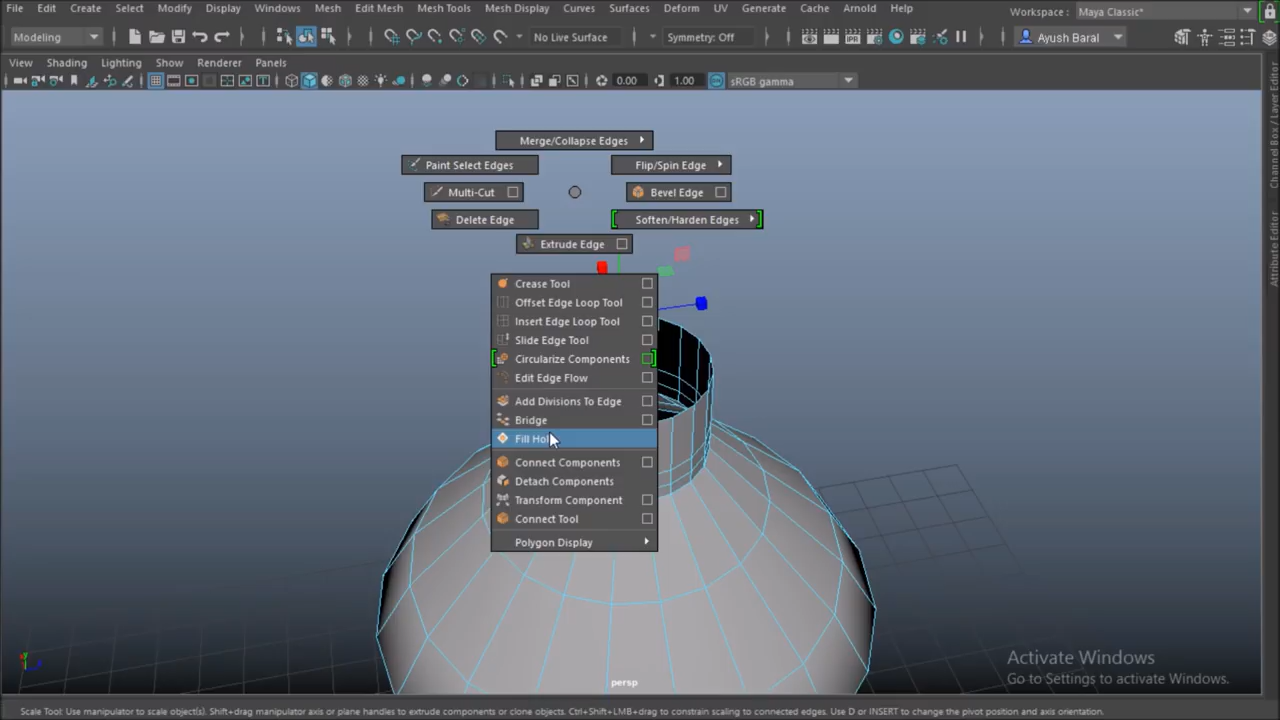 File Edit Create Select Modify Display Windows Mesh Edit Mesh Mesh Tools Mesh Display Curves Surfaces Deform UV Generate Cache Arnold Help
Workspace : Maya Classic*
Modeling No Live Surface Symmetry: Off Ayush Baral
View Shading Lighting Show Renderer Panels
0.00 1.00 sRGB gamma
Channel Box / Layer Editor
Attribute Editor
Merge/Collapse Edges
Paint Select Edges Flip/Spin Edge
Multi-Cut Bevel Edge
Delete Edge Soften/Harden Edges
Extrude Edge
Crease Tool
Offset Edge Loop Tool
Insert Edge Loop Tool
Slide Edge Tool
Circularize Components
Edit Edge Flow
Add Divisions To Edge
Bridge
Fill
Connect Components
Detach Components
Transform Component
Connect Tool
Polygon Display
Activate Windows
Go to Settings to activate Windows.
persp
Scale Tool: Use manipulator to scale object(s). Shift+drag manipulator axis or plane handles to extrude components or clone objects. Ctrl+Shift+LMB+drag to constrain scaling to connected edges. Use D or INSERT to change the pivot position and axis orientation.